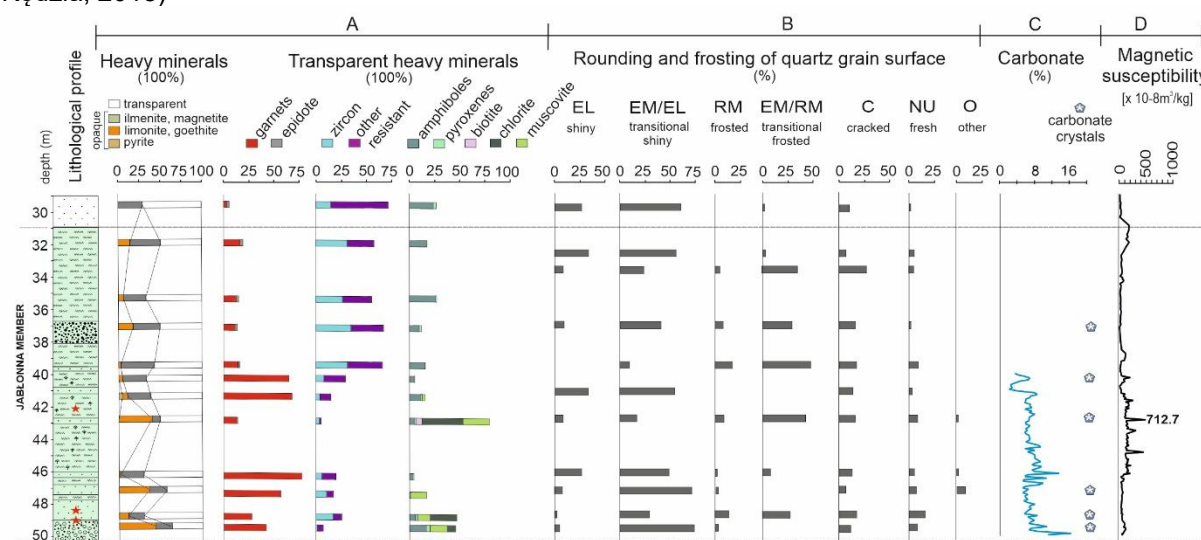 A B C D
Heavy minerals
(100%)
Transparent heavy minerals
(100%)
Rounding and frosting of quartz grain surface
(%)
Carbonate
(%)
Magnetic
susceptibility
[x 10-8m³/kg]
depth (m)
Lithological profile
opaque
transparent
ilmenite, magnetite
limonite, goethite
pyrite
garnets
epidote
zircon
other
resistant
amphiboles
pyroxenes
biotite
chlorite
muscovite
EL
shiny
EM/EL
transitional
shiny
RM
frosted
EM/RM
transitional
frosted
C
cracked
NU
fresh
O
other
carbonate
crystals
500
1000
0 25 50 75 100
0 25 50 75
0 25 50 75
0 25 50 75 100
0 25 50
0 25 50 75
0 25
0 25 50 75
0 25 50
0 25
0 25
0 8 16
0
30
32
34
36
38
40
42
44
46
48
50
JABŁONNA MEMBER
712.7